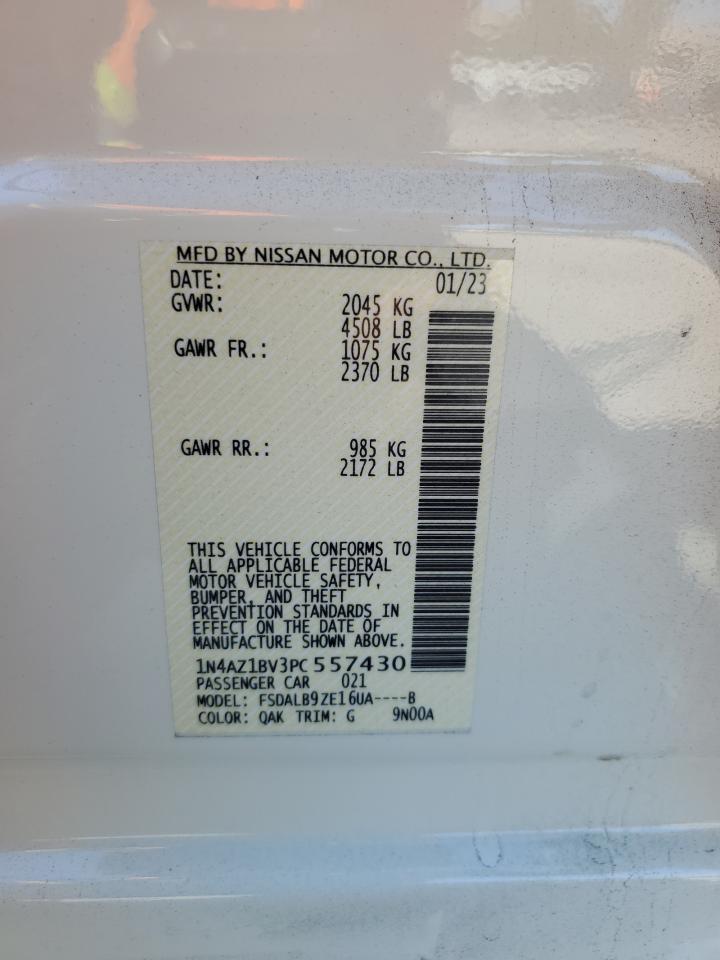 MFD BY NISSAN MOTOR CO., LTD.
DATE: 01/23
GVWR: 2045 KG
4508 LB
GAWR FR.: 1075 KG
2370 LB
GAWR RR.: 985 KG
2172 LB
THIS VEHICLE CONFORMS TO
ALL APPLICABLE FEDERAL
MOTOR VEHICLE SAFETY,
BUMPER, AND THEFT
PREVENTION STANDARDS IN
EFFECT ON THE DATE OF
MANUFACTURE SHOWN ABOVE.
1N4AZ1BV3PC557430
PASSENGER CAR 021
MODEL: FSDALB9ZE16UA----B
COLOR: QAK TRIM: G 9N00A